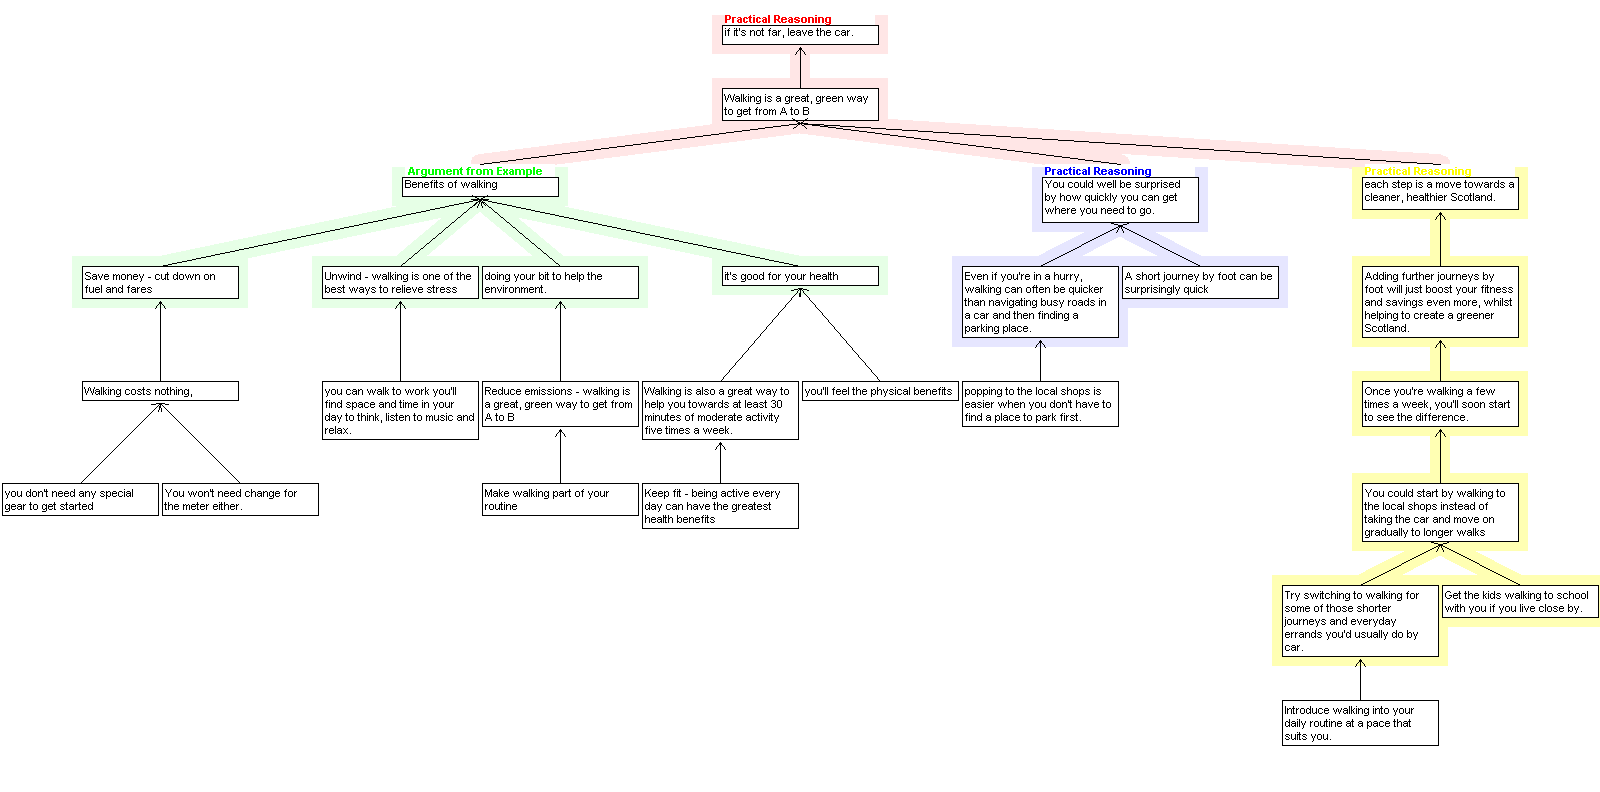 Practical Reasoning
if it's not far, leave the car.
Walking is a great, green way
to get from A to B
Argument from Example
Benefits of walking
Practical Reasoning
You could well be surprised
by how quickly you can get
where you need to go.
Practical Reasoning
each step is a move towards a
cleaner, healthier Scotland.
Save money - cut down on
fuel and fares
Unwind - walking is one of the
best ways to relieve stress
doing your bit to help the
environment.
it's good for your health
Even if you're in a hurry,
walking can often be quicker
than navigating busy roads in
a car and then finding a
parking place.
A short journey by foot can be
surprisingly quick
Adding further journeys by
foot will just boost your fitness
and savings even more, whilst
helping to create a greener
Scotland.
Walking costs nothing,
you can walk to work you'll
find space and time in your
day to think, listen to music and
relax.
Reduce emissions - walking is
a great, green way to get from
A to B
Walking is also a great way to
help you towards at least 30
minutes of moderate activity
five times a week.
you'll feel the physical benefits
popping to the local shops is
easier when you don't have to
find a place to park first.
Once you're walking a few
times a week, you'll soon start
to see the difference.
you don't need any special
gear to get started
You won't need change for
the meter either.
Make walking part of your
routine
Keep fit - being active every
day can have the greatest
health benefits
You could start by walking to
the local shops instead of
taking the car and move on
gradually to longer walks
Try switching to walking for
some of those shorter
journeys and everyday
errands you'd usually do by
car.
Get the kids walking to school
with you if you live close by.
Introduce walking into your
daily routine at a pace that
suits you.